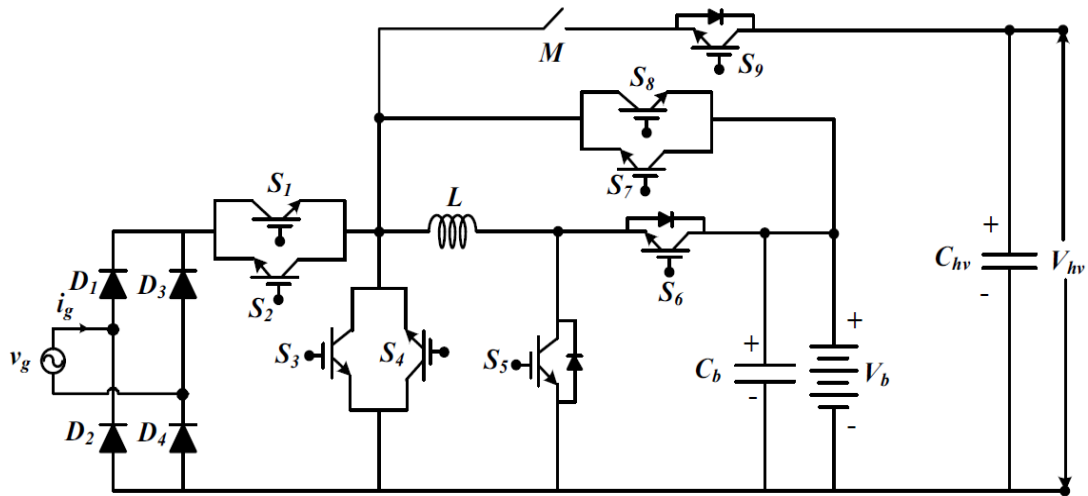 M
S9
S8
S7
S1
L
S2
S6
D1
D3
ig
vg
S3
S4
S5
D2
D4
+
Cb
-
+
Vb
-
+
Chv
-
Vhv